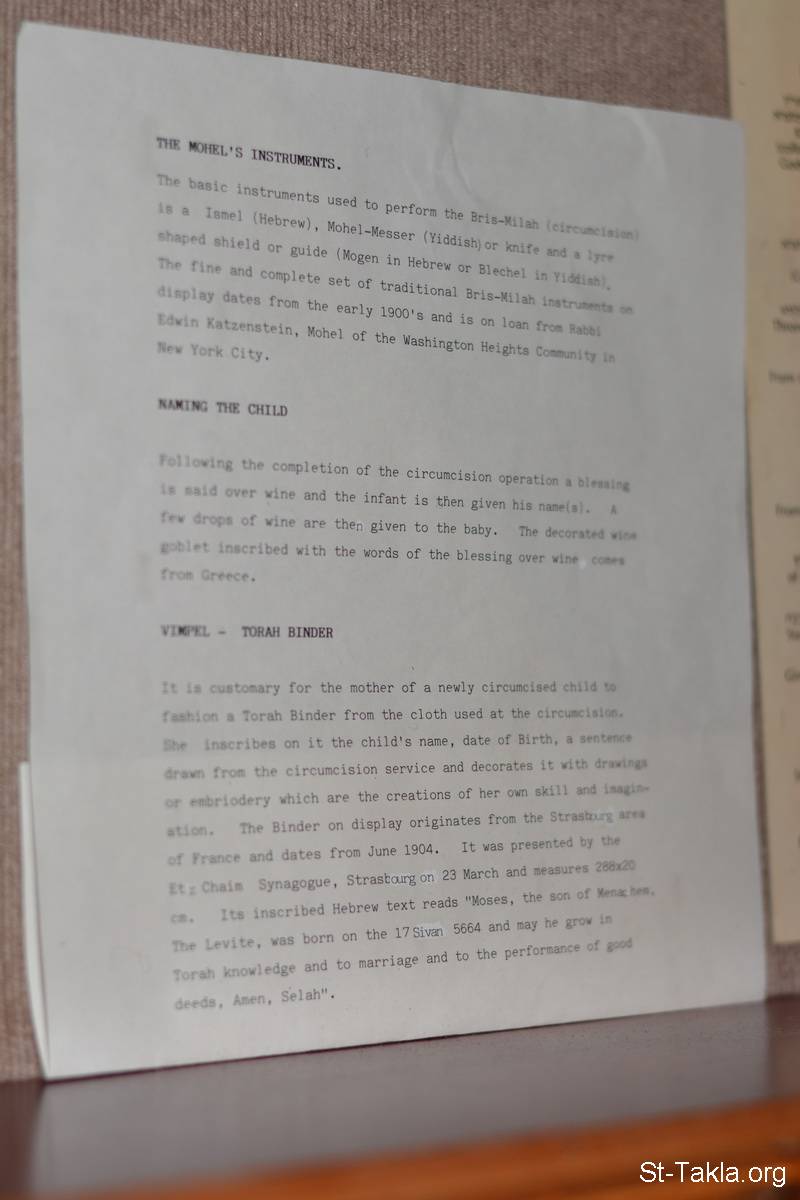 THE MOHEL'S INSTRUMENTS.
The basic instruments used to perform the Bris-Milah (circumcision)
is a Ismel (Hebrew), Mohel-Messer (Yiddish) or knife and a lyre
shaped shield or guide (Mogen in Hebrew or Blechel in Yiddish).
The fine and complete set of traditional Bris-Milah instruments on
display dates from the early 1900's and is on loan from Rabbi
Edwin Katzenstein, Mohel of the Washington Heights Community in
New York City.
NAMING THE CHILD
Following the completion of the circumcision operation a blessing
is said over wine and the infant is then given his name(s). A
few drops of wine are then given to the baby. The decorated wine
goblet inscribed with the words of the blessing over wine comes
from Greece.
VIMPEL - TORAH BINDER
It is customary for the mother of a newly circumcised child to
fashion a Torah Binder from the cloth used at the circumcision.
She inscribes on it the child's name, date of Birth, a sentence
drawn from the circumcision service and decorates it with drawings
or embriodery which are the creations of her own skill and imagin-
ation. The Binder on display originates from the Strasbourg area
of France and dates from June 1904. It was presented by the
Etz Chaim Synagogue, Strasbourg on 23 March and measures 288x20
cm. Its inscribed Hebrew text reads "Moses, the son of Menachem,
The Levite, was born on the 17 Sivan 5664 and may he grow in
Torah knowledge and to marriage and to the performance of good
deeds, Amen, Selah".
St-Takla.org